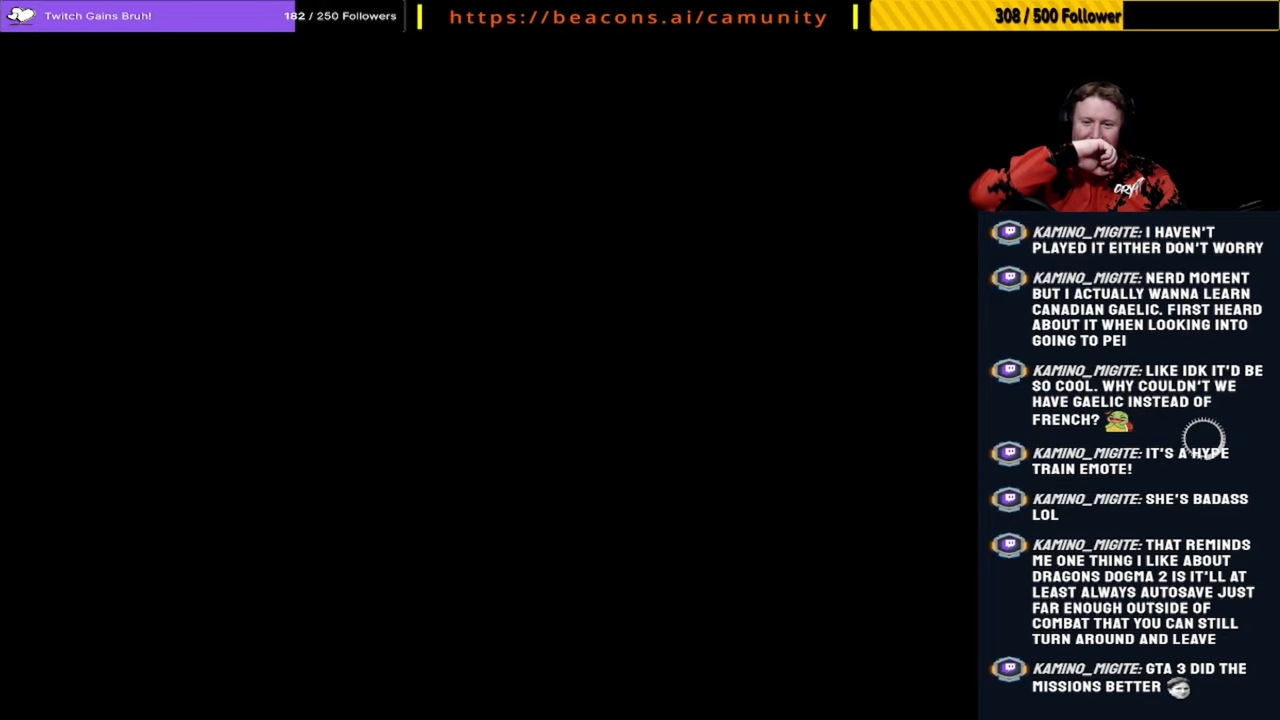 Twitch Gains Bruh!
182 / 250 Followers
https://beacons.ai/camunity
308 / 500 Follower
KAMINO_MIGITE: I HAVEN'T
PLAYED IT EITHER DON'T WORRY
KAMINO_MIGITE: NERD MOMENT
BUT I ACTUALLY WANNA LEARN
CANADIAN GAELIC. FIRST HEARD
ABOUT IT WHEN LOOKING INTO
GOING TO PEI
KAMINO_MIGITE: LIKE IDK IT'D BE
SO COOL. WHY COULDN'T WE
HAVE GAELIC INSTEAD OF
FRENCH?
KAMINO_MIGITE: IT'S A HYPE
TRAIN EMOTE!
KAMINO_MIGITE: SHE'S BADASS
LOL
KAMINO_MIGITE: THAT REMINDS
ME ONE THING I LIKE ABOUT
DRAGONS DOGMA 2 IS IT'LL AT
LEAST ALWAYS AUTOSAVE JUST
FAR ENOUGH OUTSIDE OF
COMBAT THAT YOU CAN STILL
TURN AROUND AND LEAVE
KAMINO_MIGITE: GTA 3 DID THE
MISSIONS BETTER